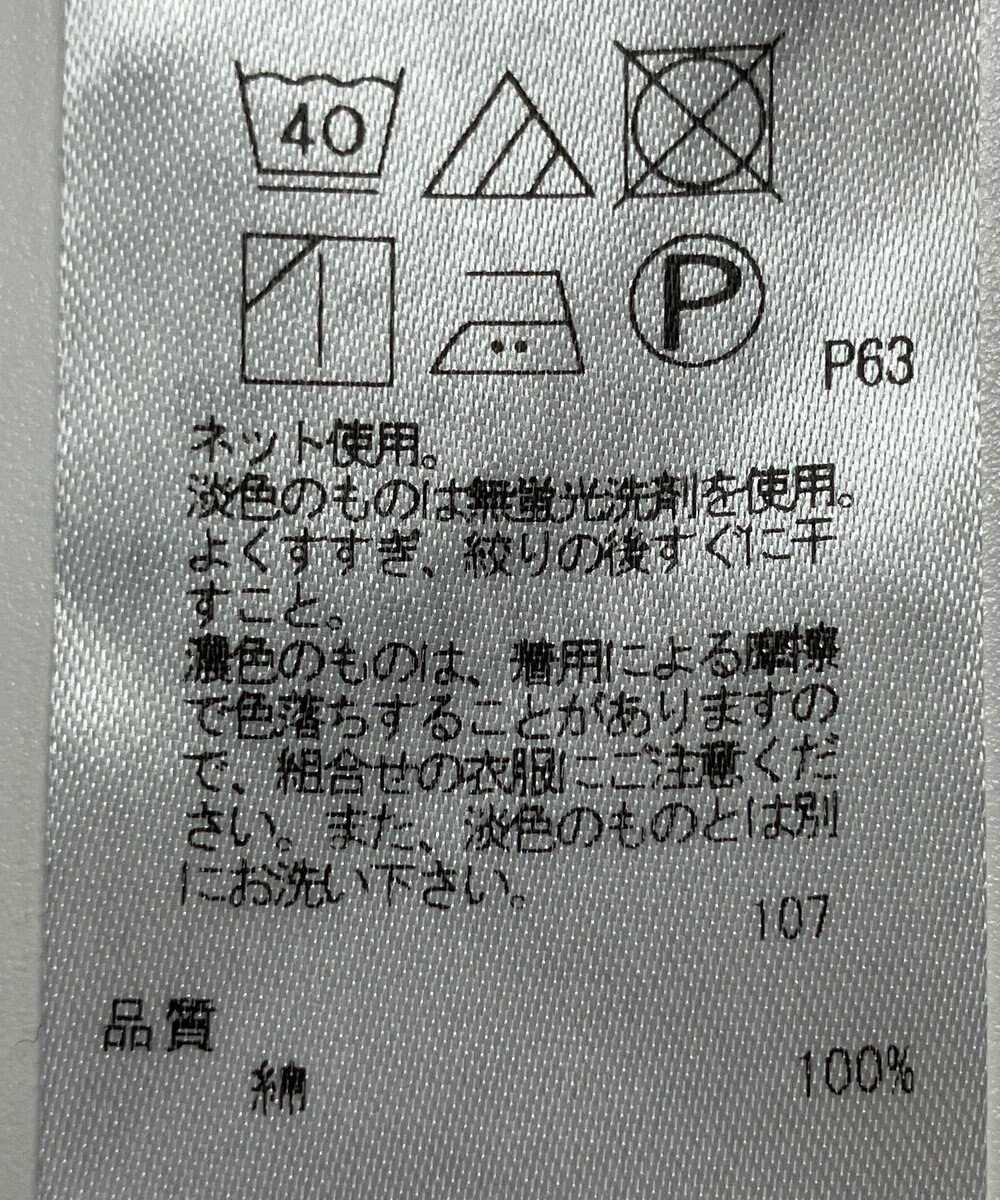 40
P
P63
ネット使用。
淡色のものは無蛍光洗剤を使用。
よくすすぎ、絞りの後すぐに干
すこと。
濃色のものは、着用による摩擦
で色落ちすることがありますの
で、組合せの衣服にご注意くだ
さい。また、淡色のものとは別
にお洗い下さい。
107
品質
綿 100%